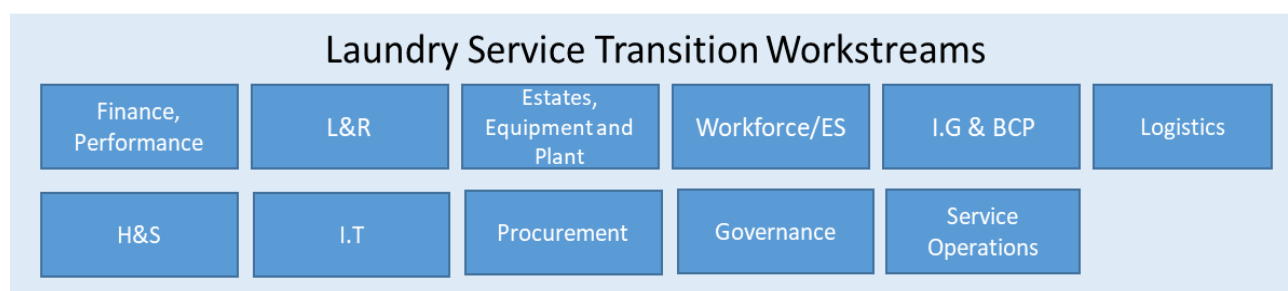 Laundry Service Transition Workstreams
Finance,
Performance
L&R
Estates,
Equipment and
Plant
Workforce/ES
I.G & BCP
Logistics
H&S
I.T
Procurement
Governance
Service
Operations